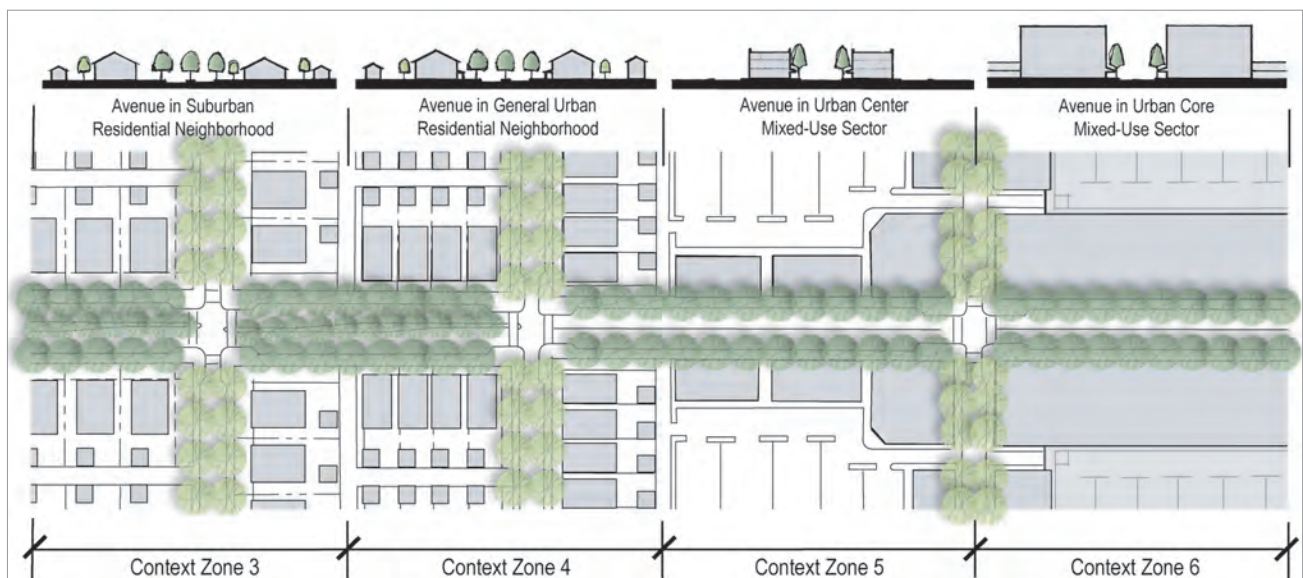 Avenue in Suburban
Residential Neighborhood
Avenue in General Urban
Residential Neighborhood
Avenue in Urban Center
Mixed-Use Sector
Avenue in Urban Core
Mixed-Use Sector
Context Zone 3
Context Zone 4
Context Zone 5
Context Zone 6